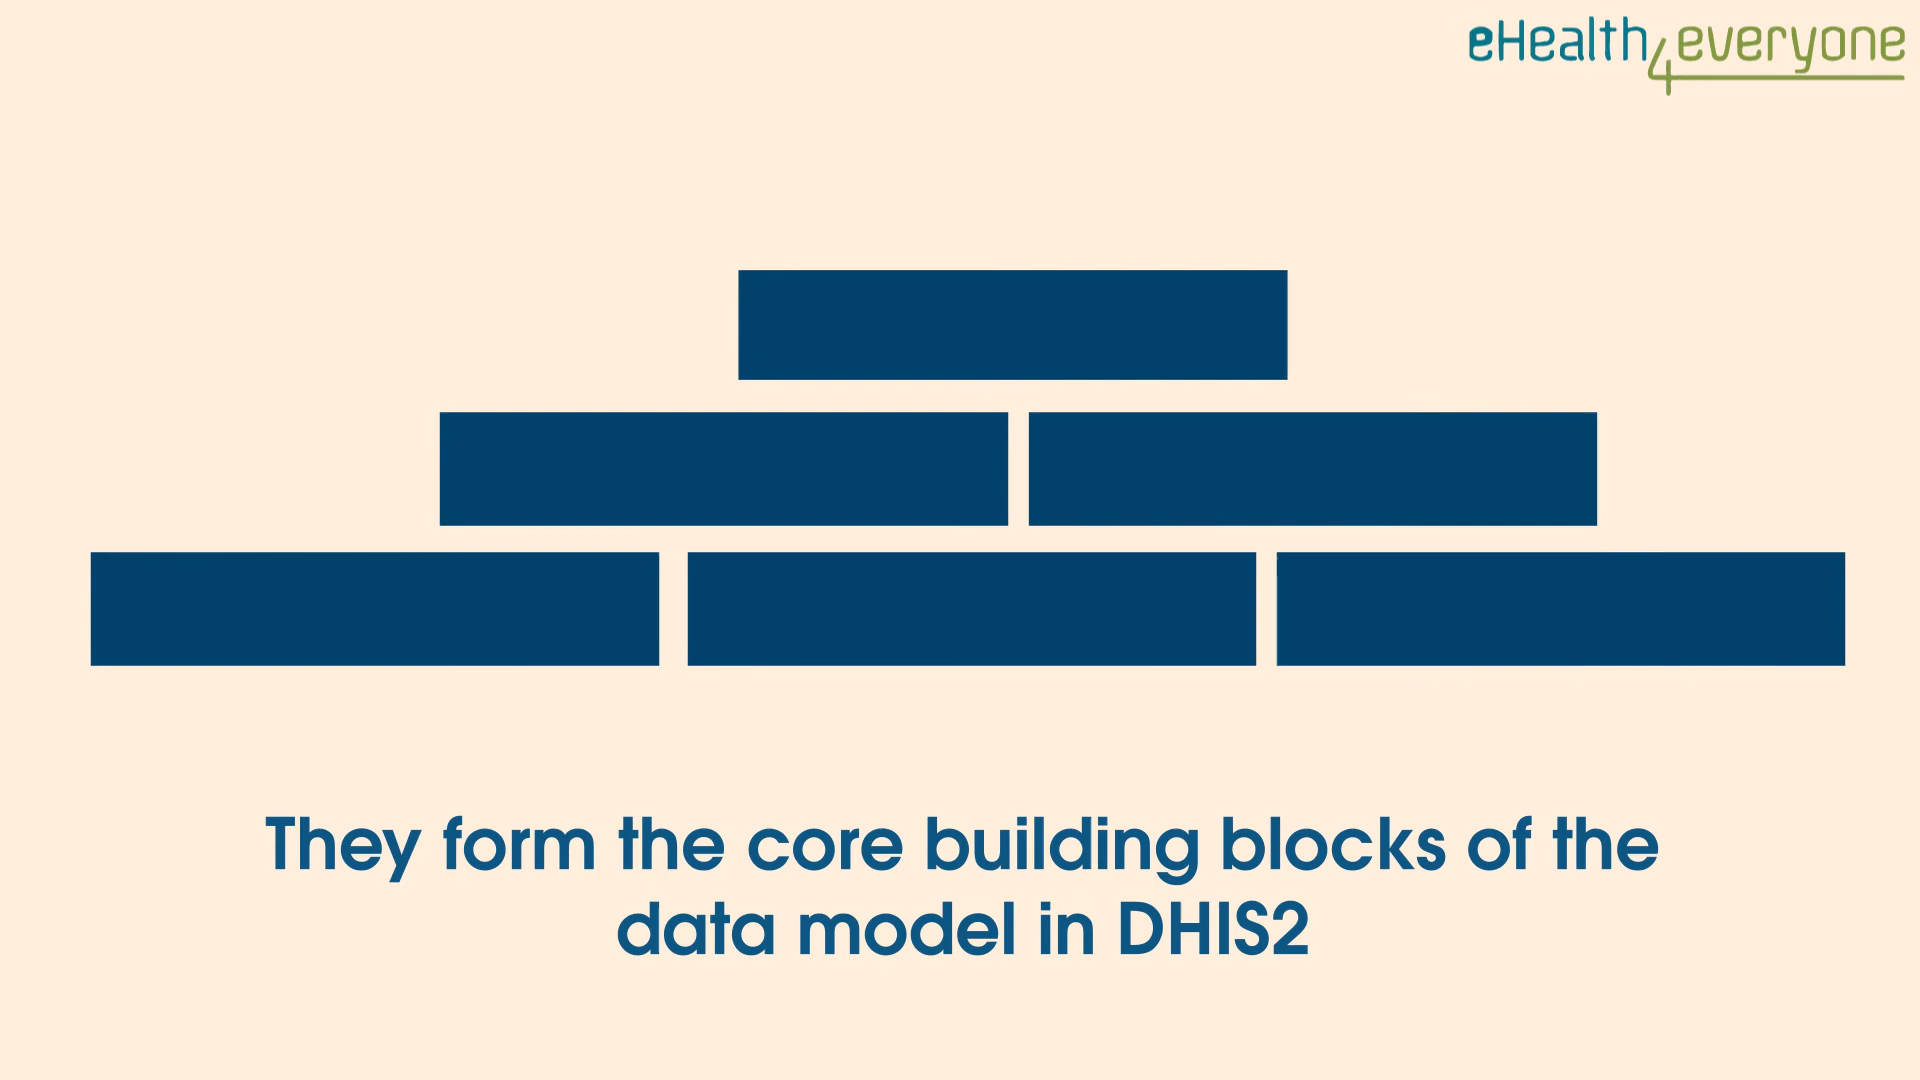 eHealth4everyone
They form the core building blocks of the
data model in DHIS2